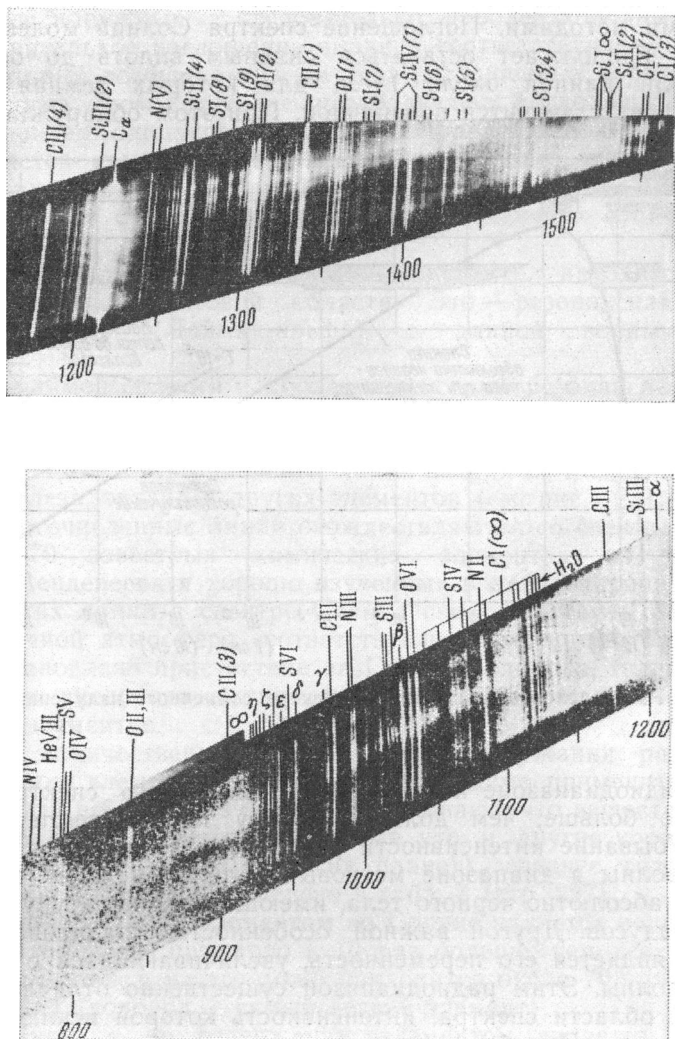 CIII(4)
SiIII(2)
Lα
N(V)
SiI(4)
SI(8)
SI(9)
OI(2)
CII(1)
OI(1)
SI(7)
SiIV(1)
SI(6)
SI(5)
SI(3,4)
SiI∞
SiII(2)
CIV(1)
CI(3)
1200
1300
1400
1500
NIV
HeVIII
OIV
SV
OII,III
CII(3)
∞
η
ζ
ε
SVI
δ
γ
CIII
NIII
SIII
β
OVI
SIV
NII
CI(∞)
H₂O
CIII
SiIII
α
800
900
1000
1100
1200